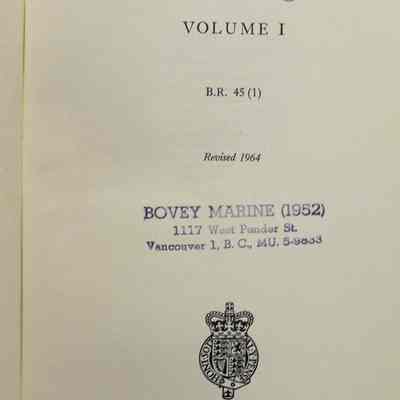 VOLUME I
B.R. 45 (1)
Revised 1964
BOVEY MARINE (1952)
1117 West Pender St.
Vancouver 1, B. C., MU. 5-9833